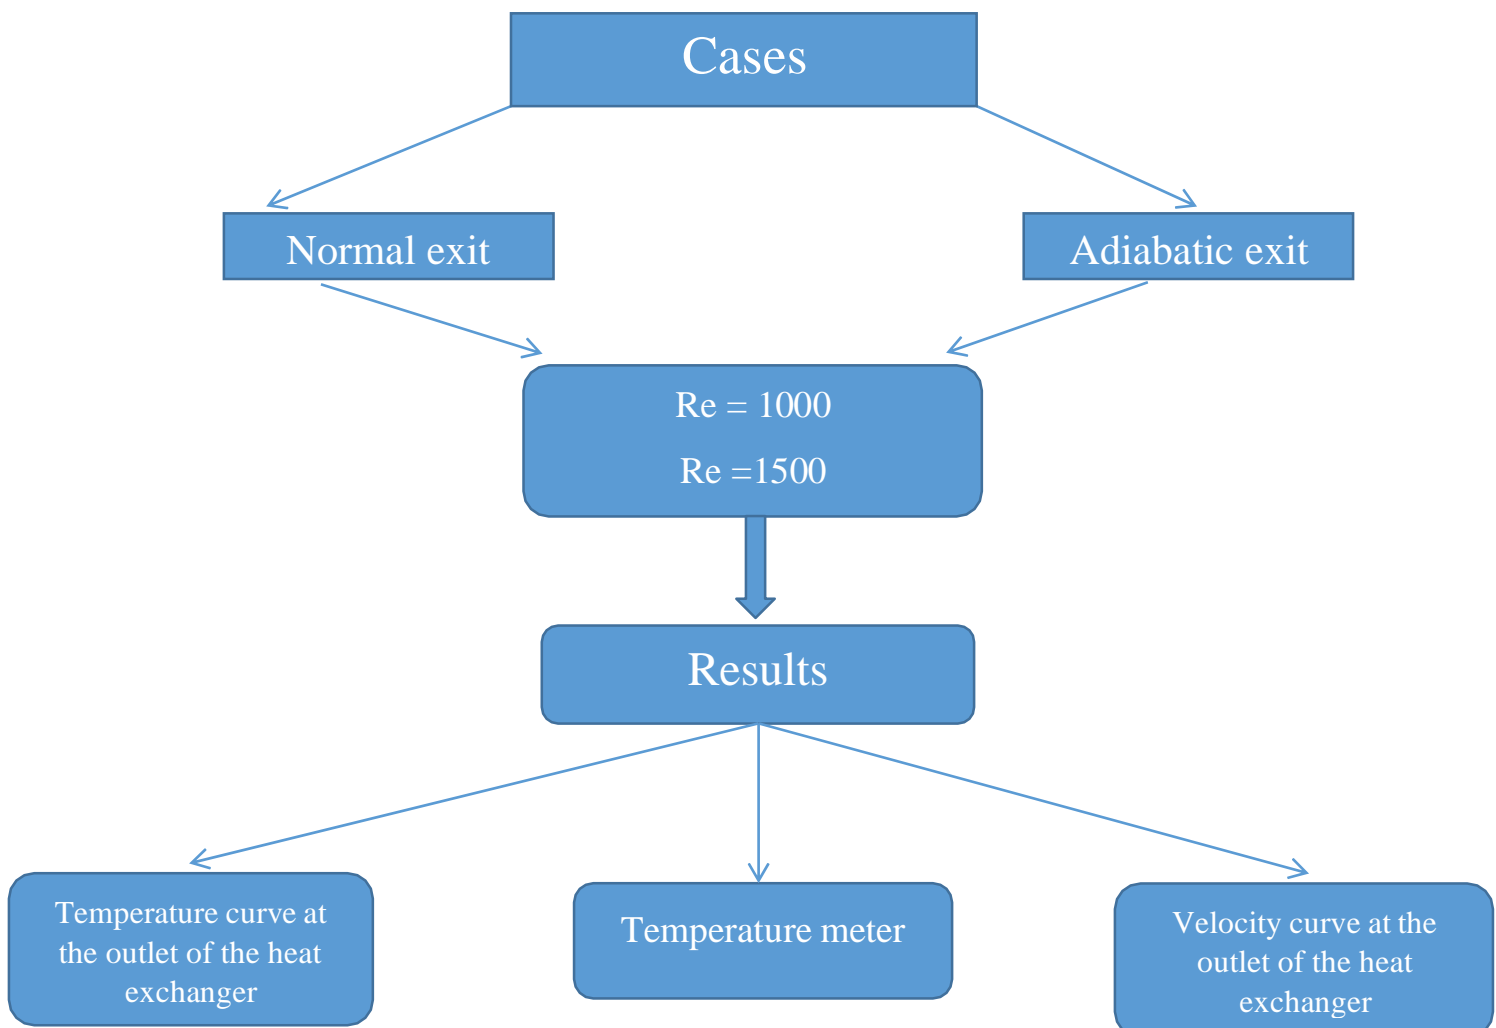 Cases
Normal exit
Adiabatic exit
Re = 1000
Re =1500
Results
Temperature curve at
the outlet of the heat
exchanger
Temperature meter
Velocity curve at the
outlet of the heat
exchanger